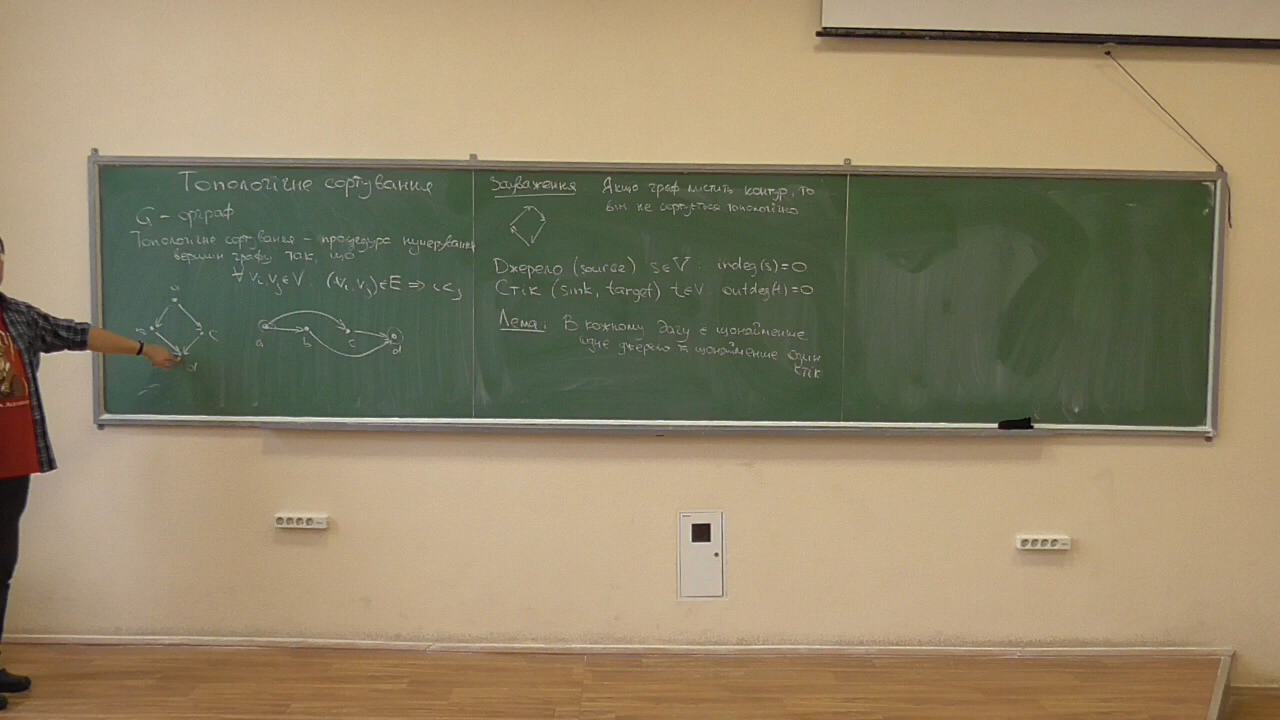 Топологічне сортування
G - орграф
Топологічне сортування - процедура нумерування
вершин графу так, що
∀ vᵢ, vⱼ ∈ V: (vᵢ, vⱼ) ∈ E ⇒ i < j
a
b
c
d
a
b
c
d
Зауваження Якщо граф містить контур, то
він не сортується топологічно
Джерело (source) s∈V: indeg(s)=0
Стік (sink, target) t∈V outdeg(t)=0
Лема: В кожному дагу є щонайменше
одне джерело та щонайменше один
стік